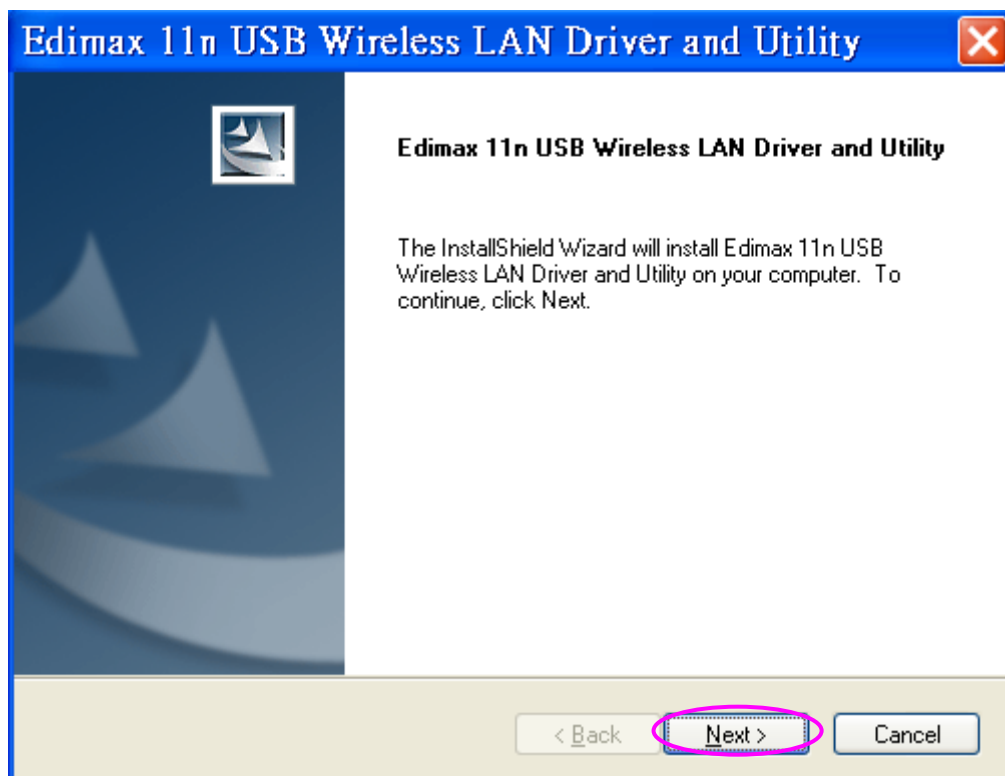 Edimax 11n USB Wireless LAN Driver and Utility
Edimax 11n USB Wireless LAN Driver and Utility
The InstallShield Wizard will install Edimax 11n USB
Wireless LAN Driver and Utility on your computer.  To
continue, click Next.
< Back
Next >
Cancel